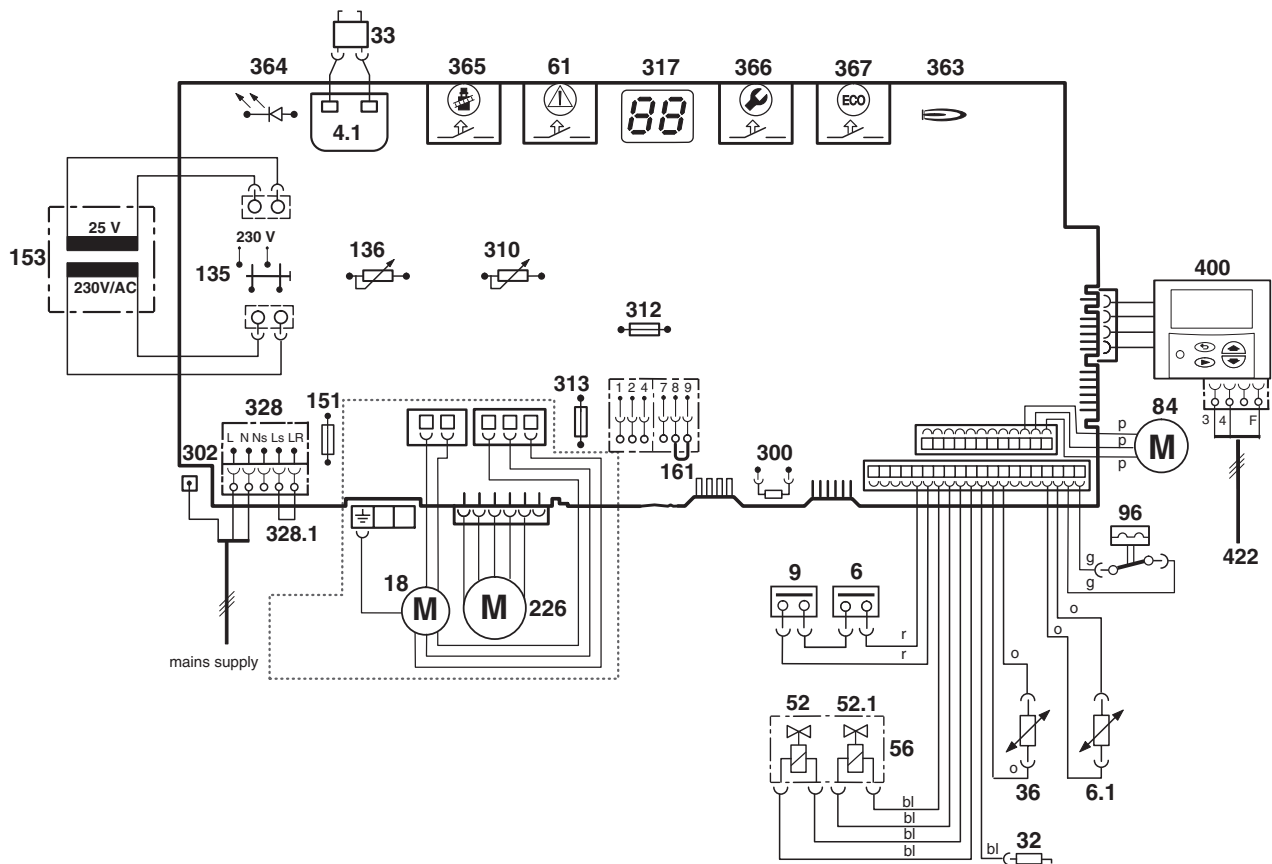 33
364
365
61
317
366
367
363
4.1
88
ECO
25 V
153
230V/AC
230 V
135
136
310
312
400
328
L N Ns Ls LR
302
151
313
1 2 4 7 8 9
161
300
p
p
p
84
M
3 4 F
328.1
96
422
18
M
M
226
9
6
g
g
mains supply
r
r
o
o
52
52.1
56
o
o
36
6.1
bl
bl
bl
bl
bl
32